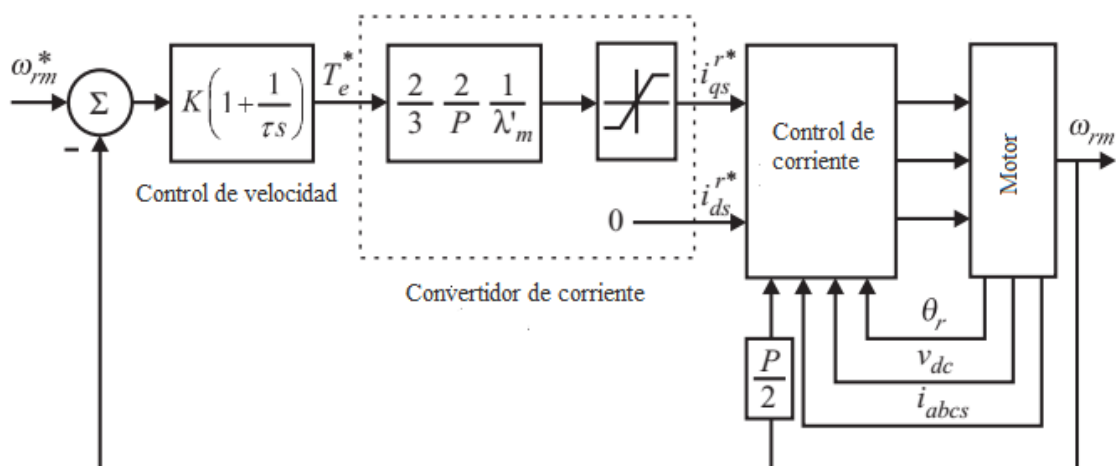 ω*rm
Σ
-
K(1 + 1/τs)
T*e
2/3 2/P 1/λ'm
i r*qs
0
i r*ds
Control de velocidad
Convertidor de corriente
Control de
corriente
Motor
ωrm
θr
vdc
iabcs
P/2